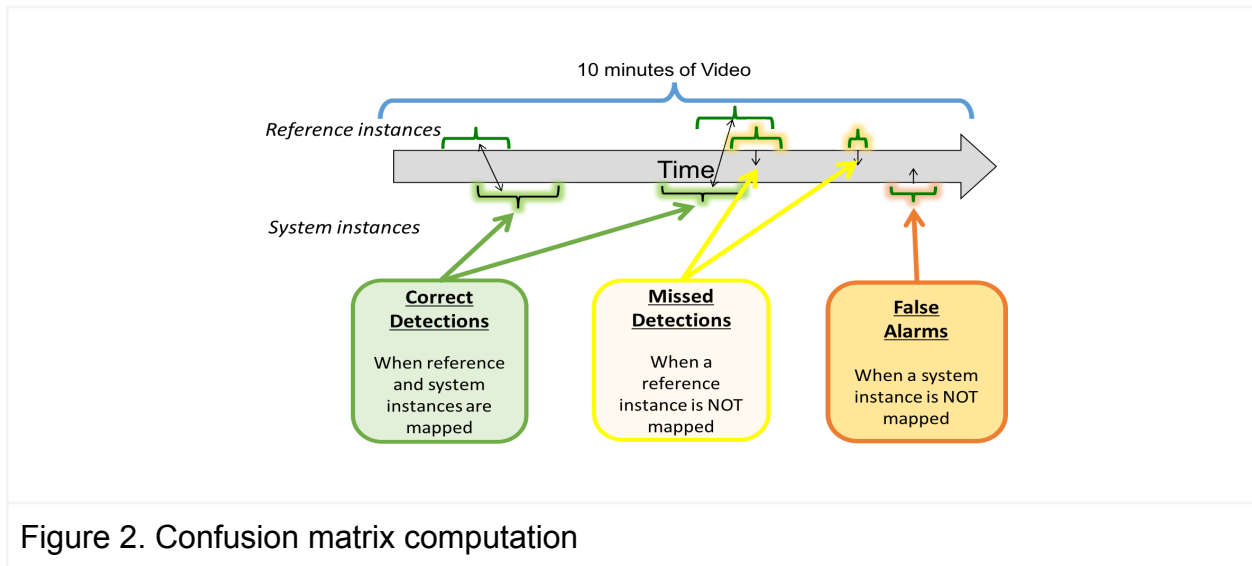 10 minutes of Video
Reference instances
Time
System instances
Correct
Detections
When reference
and system
instances are
mapped
Missed
Detections
When a
reference
instance is NOT
mapped
False
Alarms
When a system
instance is NOT
mapped
Figure 2. Confusion matrix computation